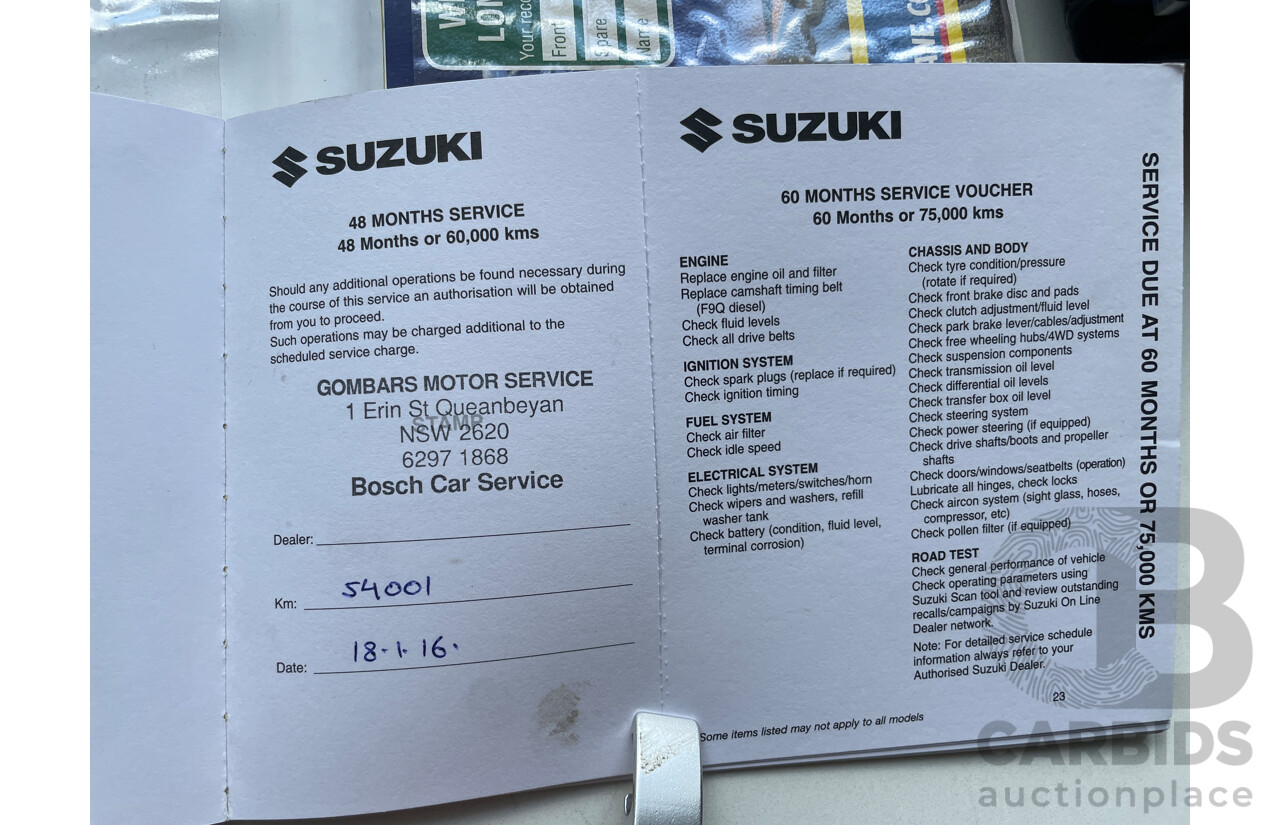 Your reco
Front
Spare
Name
ANE.CO
SUZUKI
48 MONTHS SERVICE
48 Months or 60,000 kms
Should any additional operations be found necessary during
the course of this service an authorisation will be obtained
from you to proceed.
Such operations may be charged additional to the
scheduled service charge.
GOMBARS MOTOR SERVICE
1 Erin St Queanbeyan
STAMP
NSW 2620
6297 1868
Bosch Car Service
Dealer:
Km: 54001
Date: 18.1.16.
SUZUKI
60 MONTHS SERVICE VOUCHER
60 Months or 75,000 kms
ENGINE
Replace engine oil and filter
Replace camshaft timing belt
(F9Q diesel)
Check fluid levels
Check all drive belts
IGNITION SYSTEM
Check spark plugs (replace if required)
Check ignition timing
FUEL SYSTEM
Check air filter
Check idle speed
ELECTRICAL SYSTEM
Check lights/meters/switches/horn
Check wipers and washers, refill
washer tank
Check battery (condition, fluid level,
terminal corrosion)
CHASSIS AND BODY
Check tyre condition/pressure
(rotate if required)
Check front brake disc and pads
Check clutch adjustment/fluid level
Check park brake lever/cables/adjustment
Check free wheeling hubs/4WD systems
Check suspension components
Check transmission oil level
Check differential oil levels
Check transfer box oil level
Check steering system
Check power steering (if equipped)
Check drive shafts/boots and propeller
shafts
Check doors/windows/seatbelts (operation)
Lubricate all hinges, check locks
Check aircon system (sight glass, hoses,
compressor, etc)
Check pollen filter (if equipped)
ROAD TEST
Check general performance of vehicle
Check operating parameters using
Suzuki Scan tool and review outstanding
recalls/campaigns by Suzuki On Line
Dealer network.
Note: For detailed service schedule
information always refer to your
Authorised Suzuki Dealer.
23
Some items listed may not apply to all models
SERVICE DUE AT 60 MONTHS OR 75,000 KMS
CARBIDS
auctionplace